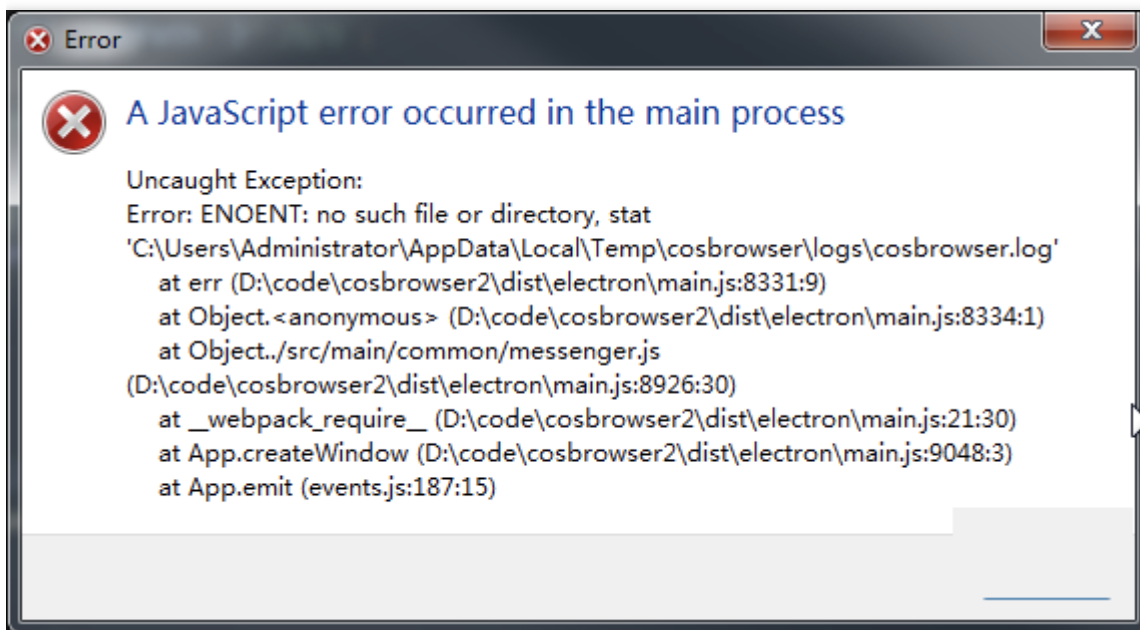 Error
A JavaScript error occurred in the main process
Uncaught Exception:
Error: ENOENT: no such file or directory, stat
'C:\Users\Administrator\AppData\Local\Temp\cosbrowser\logs\cosbrowser.log'
at err (D:\code\cosbrowser2\dist\electron\main.js:8331:9)
at Object.<anonymous> (D:\code\cosbrowser2\dist\electron\main.js:8334:1)
at Object../src/main/common/messenger.js
(D:\code\cosbrowser2\dist\electron\main.js:8926:30)
at __webpack_require__ (D:\code\cosbrowser2\dist\electron\main.js:21:30)
at App.createWindow (D:\code\cosbrowser2\dist\electron\main.js:9048:3)
at App.emit (events.js:187:15)